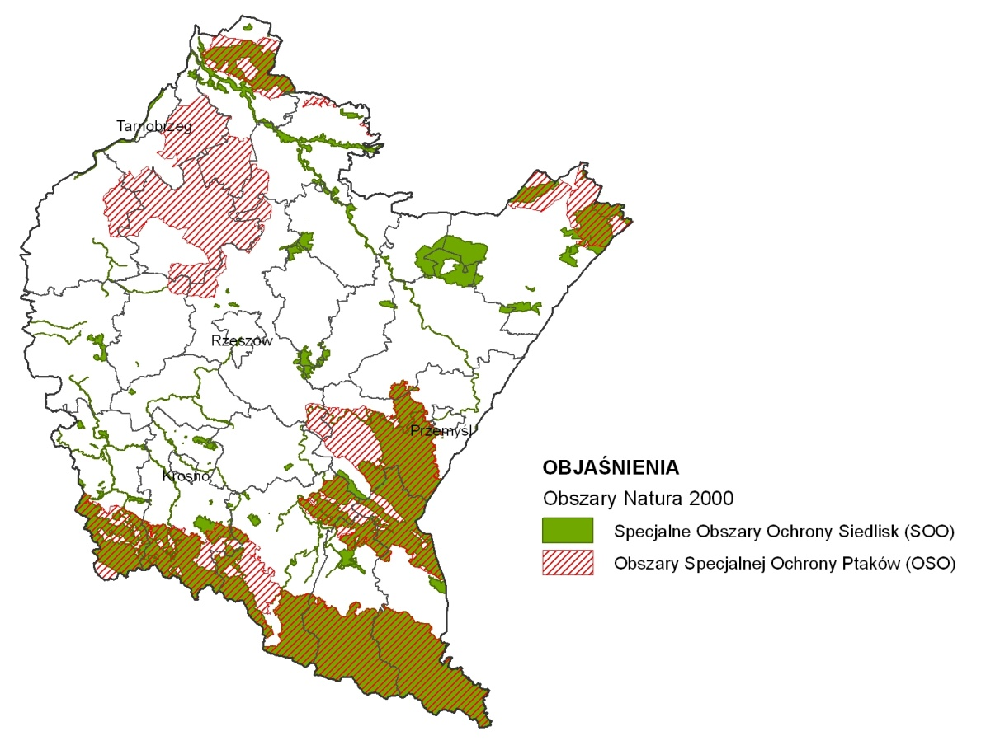 Tarnobrzeg
Rzeszów
Przemyśl
Krosno
OBJAŚNIENIA
Obszary Natura 2000
Specjalne Obszary Ochrony Siedlisk (SOO)
Obszary Specjalnej Ochrony Ptaków (OSO)